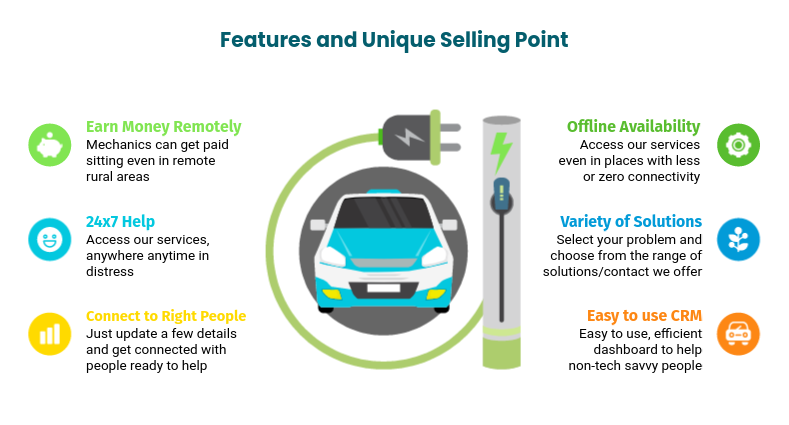 Features and Unique Selling Point
Earn Money Remotely
Mechanics can get paid
sitting even in remote
rural areas
24x7 Help
Access our services,
anywhere anytime in
distress
Connect to Right People
Just update a few details
and get connected with
people ready to help
Offline Availability
Access our services
even in places with less
or zero connectivity
Variety of Solutions
Select your problem and
choose from the range of
solutions/contact we offer
Easy to use CRM
Easy to use, efficient
dashboard to help
non-tech savvy people